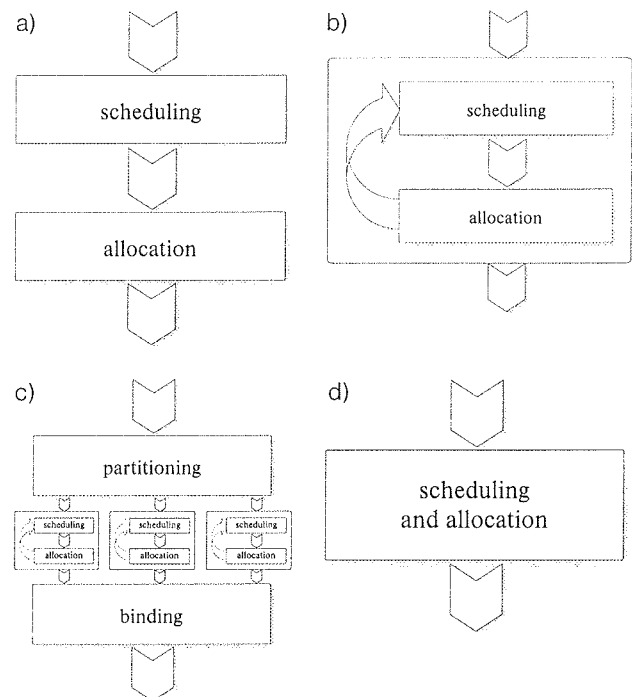 a)
scheduling
allocation
b)
scheduling
allocation
c)
partitioning
scheduling
allocation
scheduling
allocation
scheduling
allocation
binding
d)
scheduling
and allocation